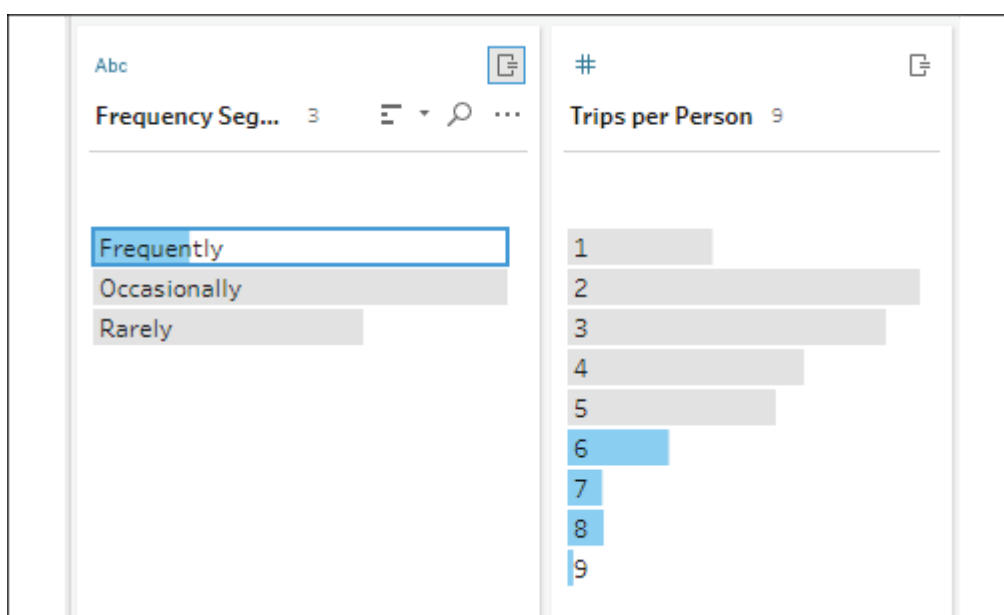 Abc
Frequency Seg... 3
Frequently
Occasionally
Rarely
#
Trips per Person 9
1
2
3
4
5
6
7
8
9